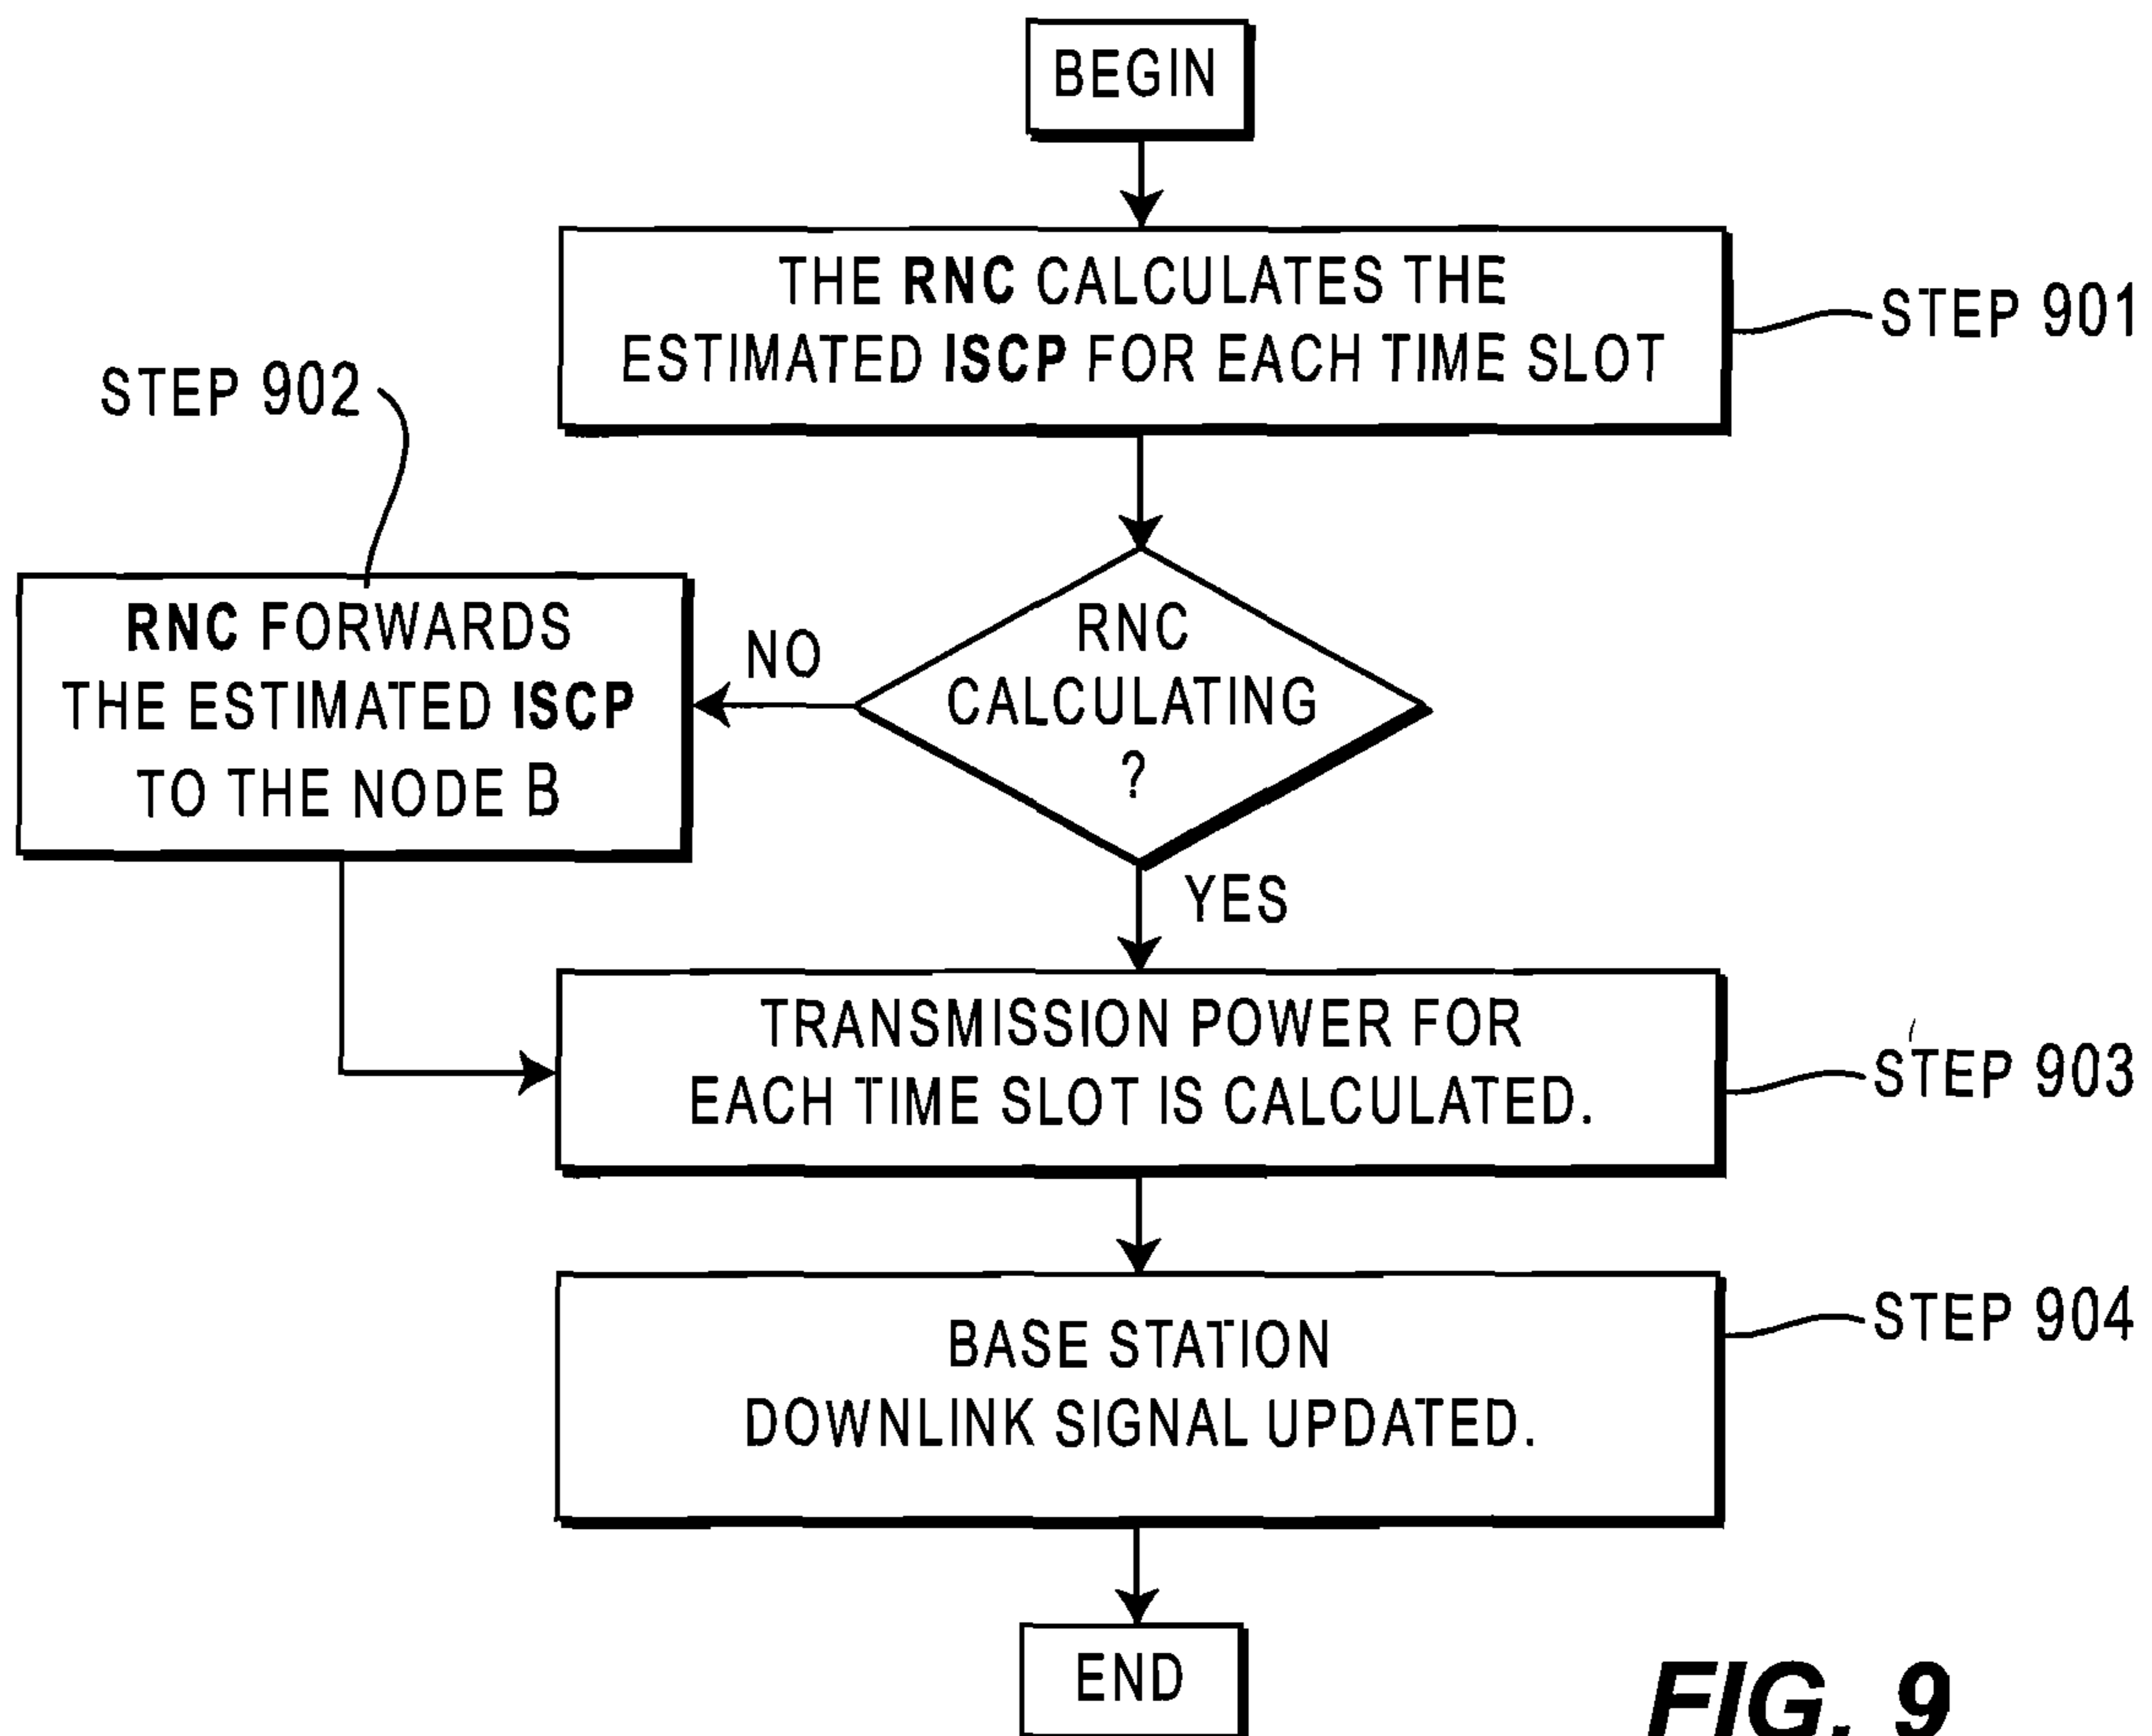 BEGIN
THE RNC CALCULATES THE
ESTIMATED ISCP FOR EACH TIME SLOT
STEP 901
STEP 902
RNC FORWARDS
THE ESTIMATED ISCP
TO THE NODE B
NO
RNC
CALCULATING
?
YES
TRANSMISSION POWER FOR
EACH TIME SLOT IS CALCULATED.
STEP 903
BASE STATION
DOWNLINK SIGNAL UPDATED.
STEP 904
END
FIG. 9